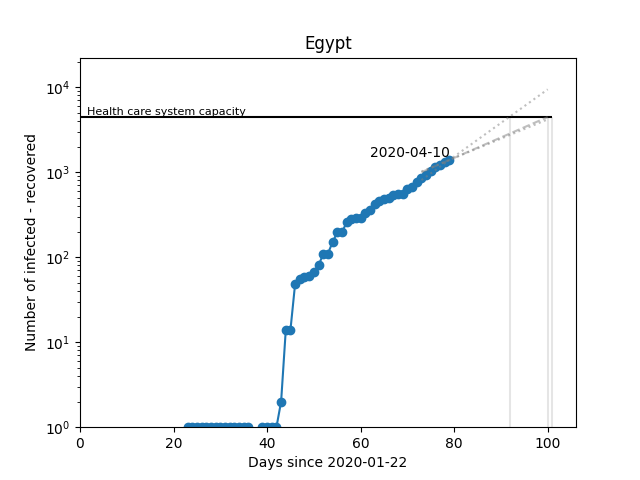 Egypt
10⁴
Health care system capacity
2020-04-10
10³
10²
10¹
10⁰
Number of infected - recovered
0 20 40 60 80 100
Days since 2020-01-22